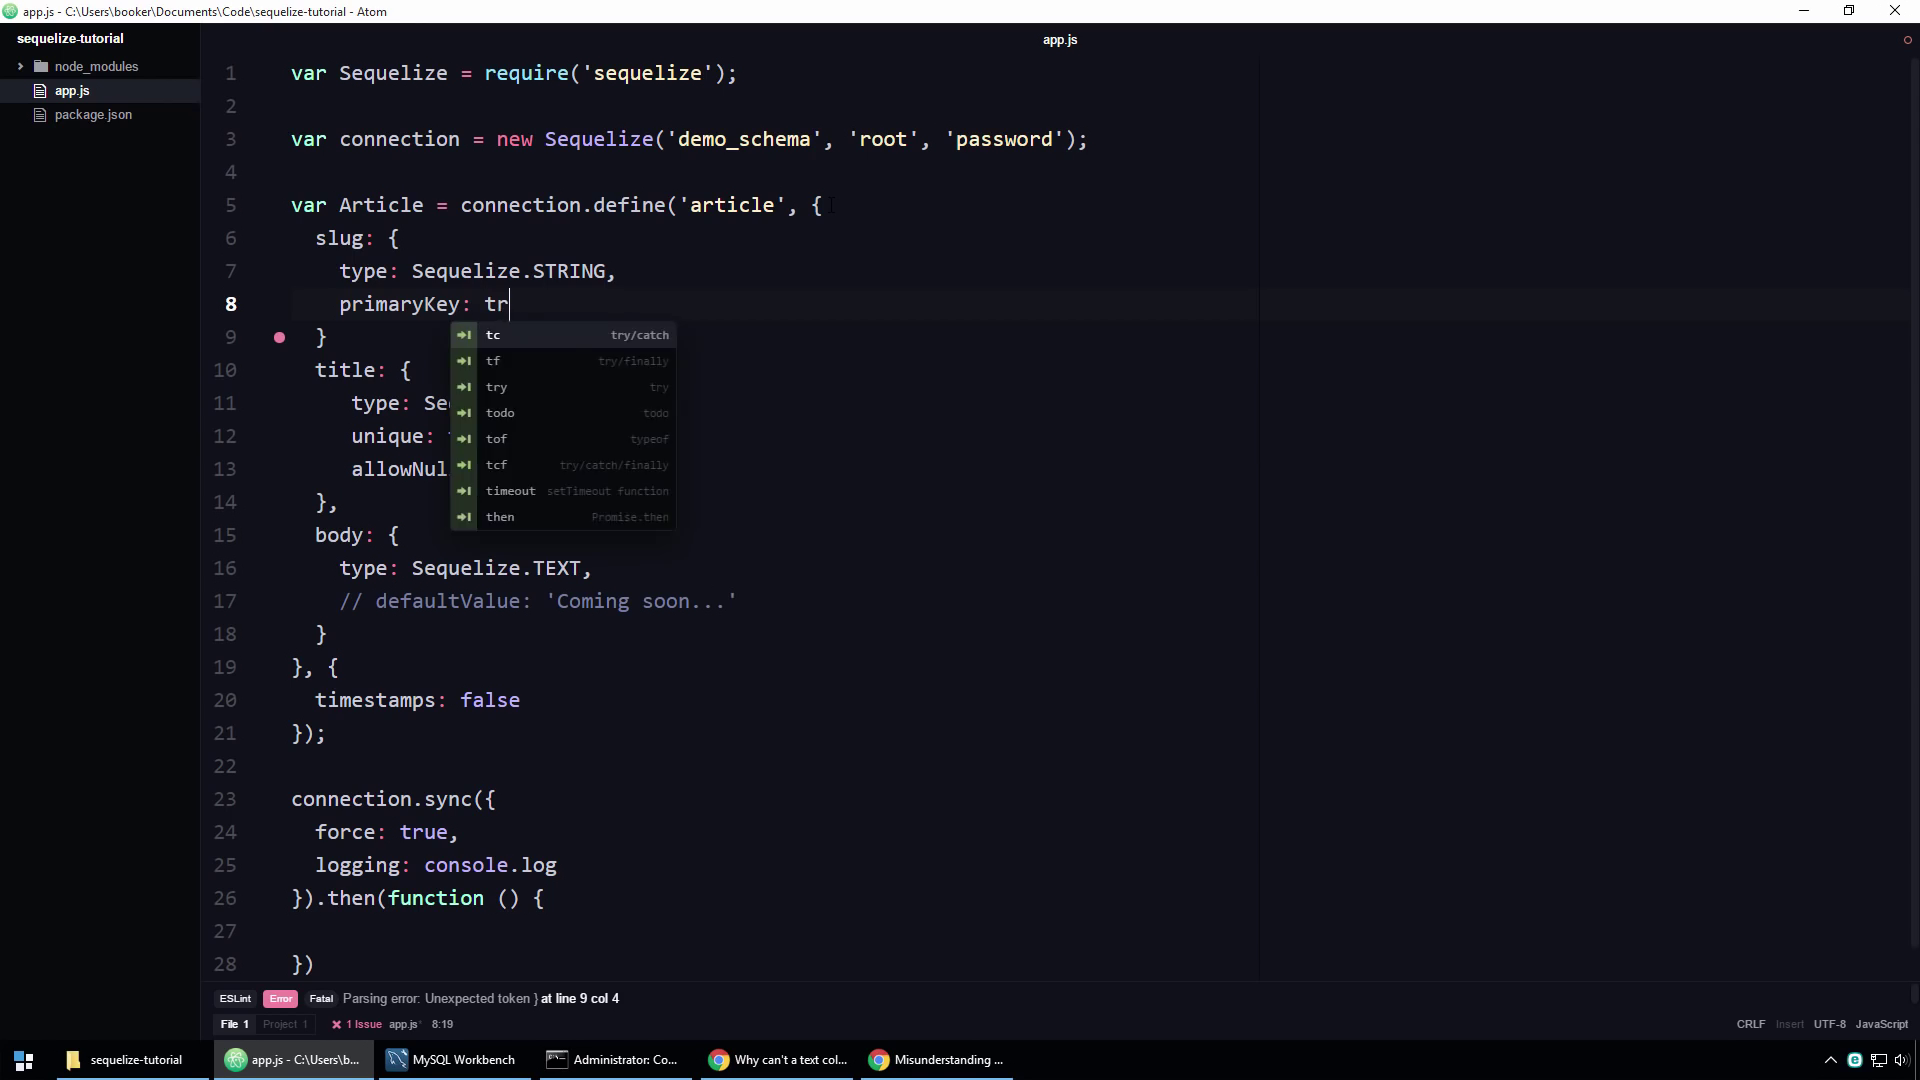 app.js - C:\Users\booker\Documents\Code\sequelize-tutorial - Atom
sequelize-tutorial
node_modules
app.js
package.json
app.js
1 var Sequelize = require('sequelize');
2
3 var connection = new Sequelize('demo_schema', 'root', 'password');
4
5 var Article = connection.define('article', {
6 slug: {
7 type: Sequelize.STRING,
8 primaryKey: tr
9 }
10 title: {
11 type: Se
12 unique:
13 allowNul
14 },
15 body: {
16 type: Sequelize.TEXT,
17 // defaultValue: 'Coming soon...'
18 }
19 }, {
20 timestamps: false
21 });
22
23 connection.sync({
24 force: true,
25 logging: console.log
26 }).then(function () {
27
28 })
tc try/catch
tf try/finally
try try
todo todo
tof typeof
tcf try/catch/finally
timeout setTimeout function
then Promise.then
ESLint Error Fatal Parsing error: Unexpected token } at line 9 col 4
File 1 Project 1 1 Issue app.js* 8:19 CRLF Insert UTF-8 JavaScript
sequelize-tutorial app.js - C:\Users\b... MySQL Workbench Administrator: Co... Why can't a text col... Misunderstanding ...